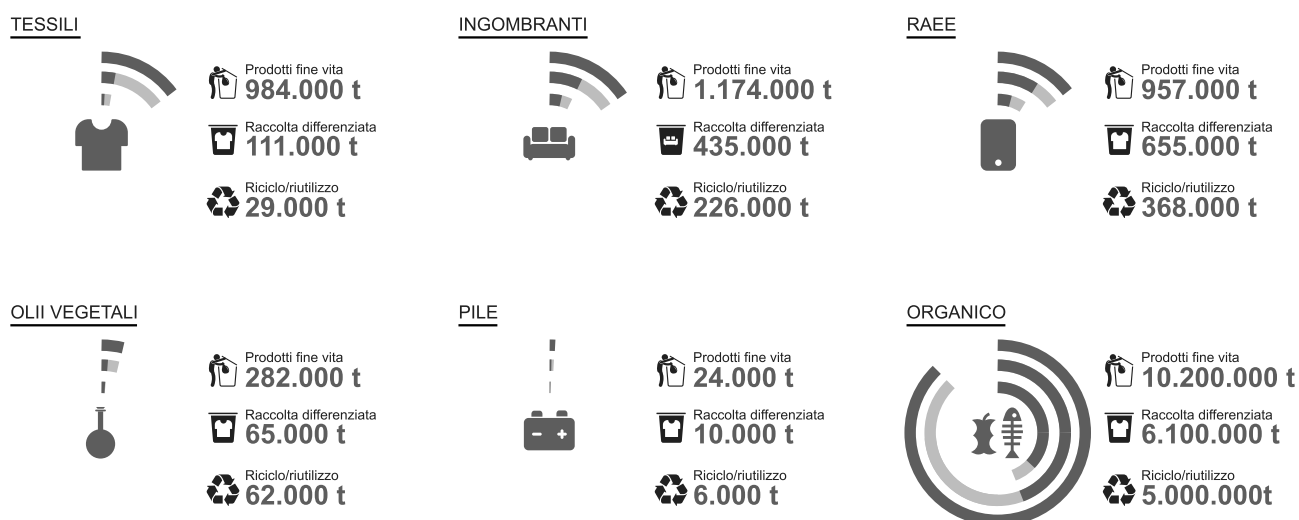 TESSILI
Prodotti fine vita
984.000 t
Raccolta differenziata
111.000 t
Riciclo/riutilizzo
29.000 t
INGOMBRANTI
Prodotti fine vita
1.174.000 t
Raccolta differenziata
435.000 t
Riciclo/riutilizzo
226.000 t
RAEE
Prodotti fine vita
957.000 t
Raccolta differenziata
655.000 t
Riciclo/riutilizzo
368.000 t
OLII VEGETALI
Prodotti fine vita
282.000 t
Raccolta differenziata
65.000 t
Riciclo/riutilizzo
62.000 t
PILE
Prodotti fine vita
24.000 t
Raccolta differenziata
10.000 t
Riciclo/riutilizzo
6.000 t
ORGANICO
Prodotti fine vita
10.200.000 t
Raccolta differenziata
6.100.000 t
Riciclo/riutilizzo
5.000.000t